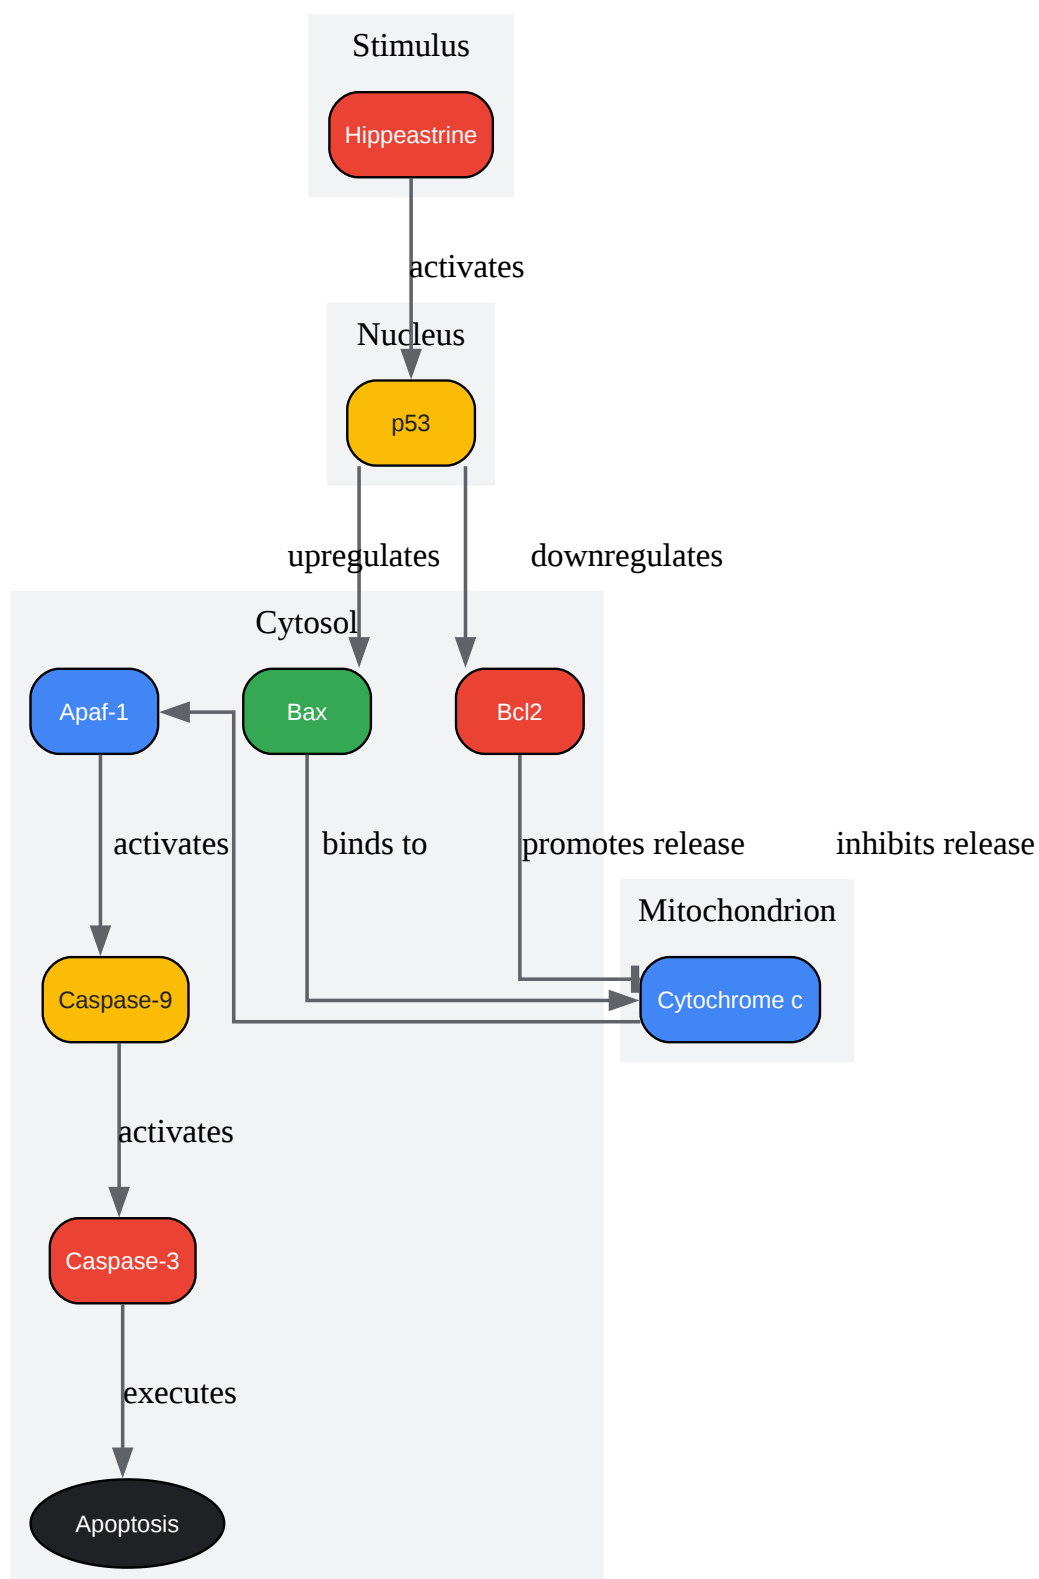 Stimulus
Hippeastrine
activates
Nucleus
p53
upregulates
downregulates
Cytosol
Apaf-1
Bax
Bcl2
activates
binds to
promotes release
inhibits release
Mitochondrion
Caspase-9
Cytochrome c
activates
Caspase-3
executes
Apoptosis